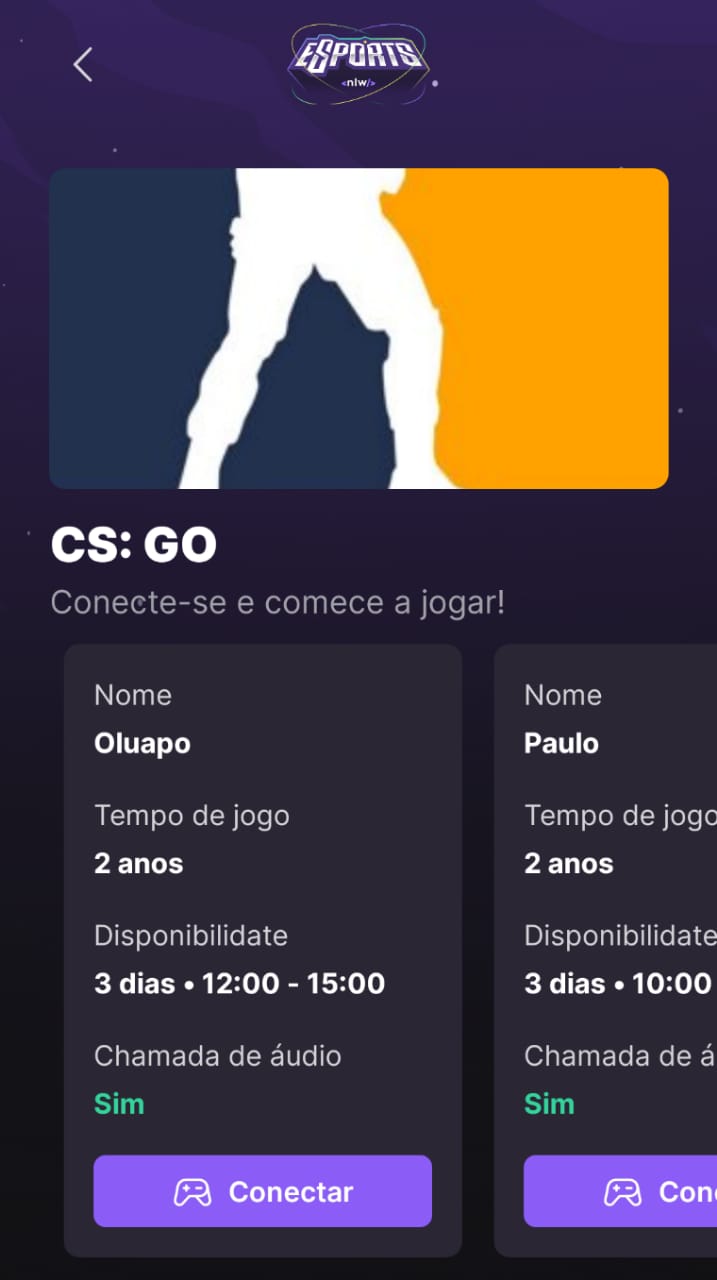 ESPORTS
<nlw/>
CS: GO
Conecte-se e comece a jogar!
Nome
Oluapo
Tempo de jogo
2 anos
Disponibilidate
3 dias • 12:00 - 15:00
Chamada de áudio
Sim
Conectar
Nome
Paulo
Tempo de jogo
2 anos
Disponibilidate
3 dias • 10:00
Chamada de á
Sim
Con